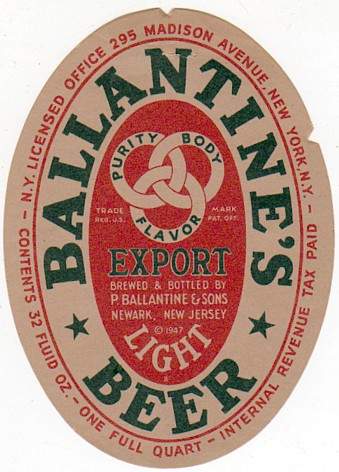 N.Y. LICENSED OFFICE 295 MADISON AVENUE, NEW YORK, N.Y. –
BALLANTINE'S
PURITY BODY
FLAVOR
TRADE MARK
REG. U.S. PAT. OFF.
EXPORT
BREWED & BOTTLED BY
P. BALLANTINE & SONS
NEWARK, NEW JERSEY
© 1947
LIGHT
★ BEER ★
– CONTENTS 32 FLUID OZ. – ONE FULL QUART – INTERNAL REVENUE TAX PAID –